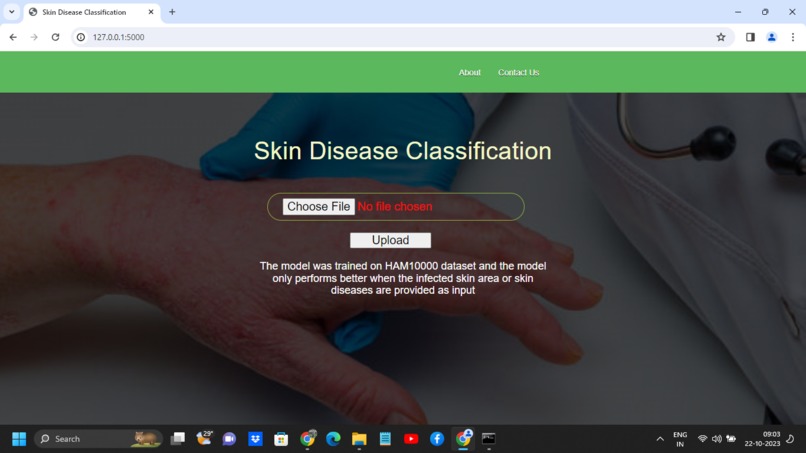 Skin Disease Classification
127.0.0.1:5000
About Contact Us
Skin Disease Classification
Choose File No file chosen
Upload
The model was trained on HAM10000 dataset and the model
only performs better when the infected skin area or skin
diseases are provided as input
Search
29°
ENG
IN
09:03
22-10-2023